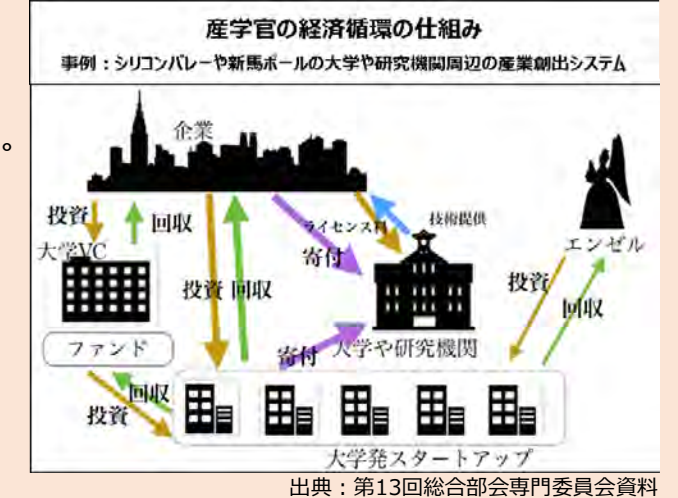 産学官の経済循環の仕組み
事例：シリコンバレーや新馬ポールの大学や研究機関周辺の産業創出システム
。
企業
投資
回収
大学VC
ライセンス料
技術提供
寄付
エンゼル
投資 回収
投資
回収
ファンド
寄付
大学や研究機関
回収
投資
大学発スタートアップ
出典：第13回総合部会専門委員会資料